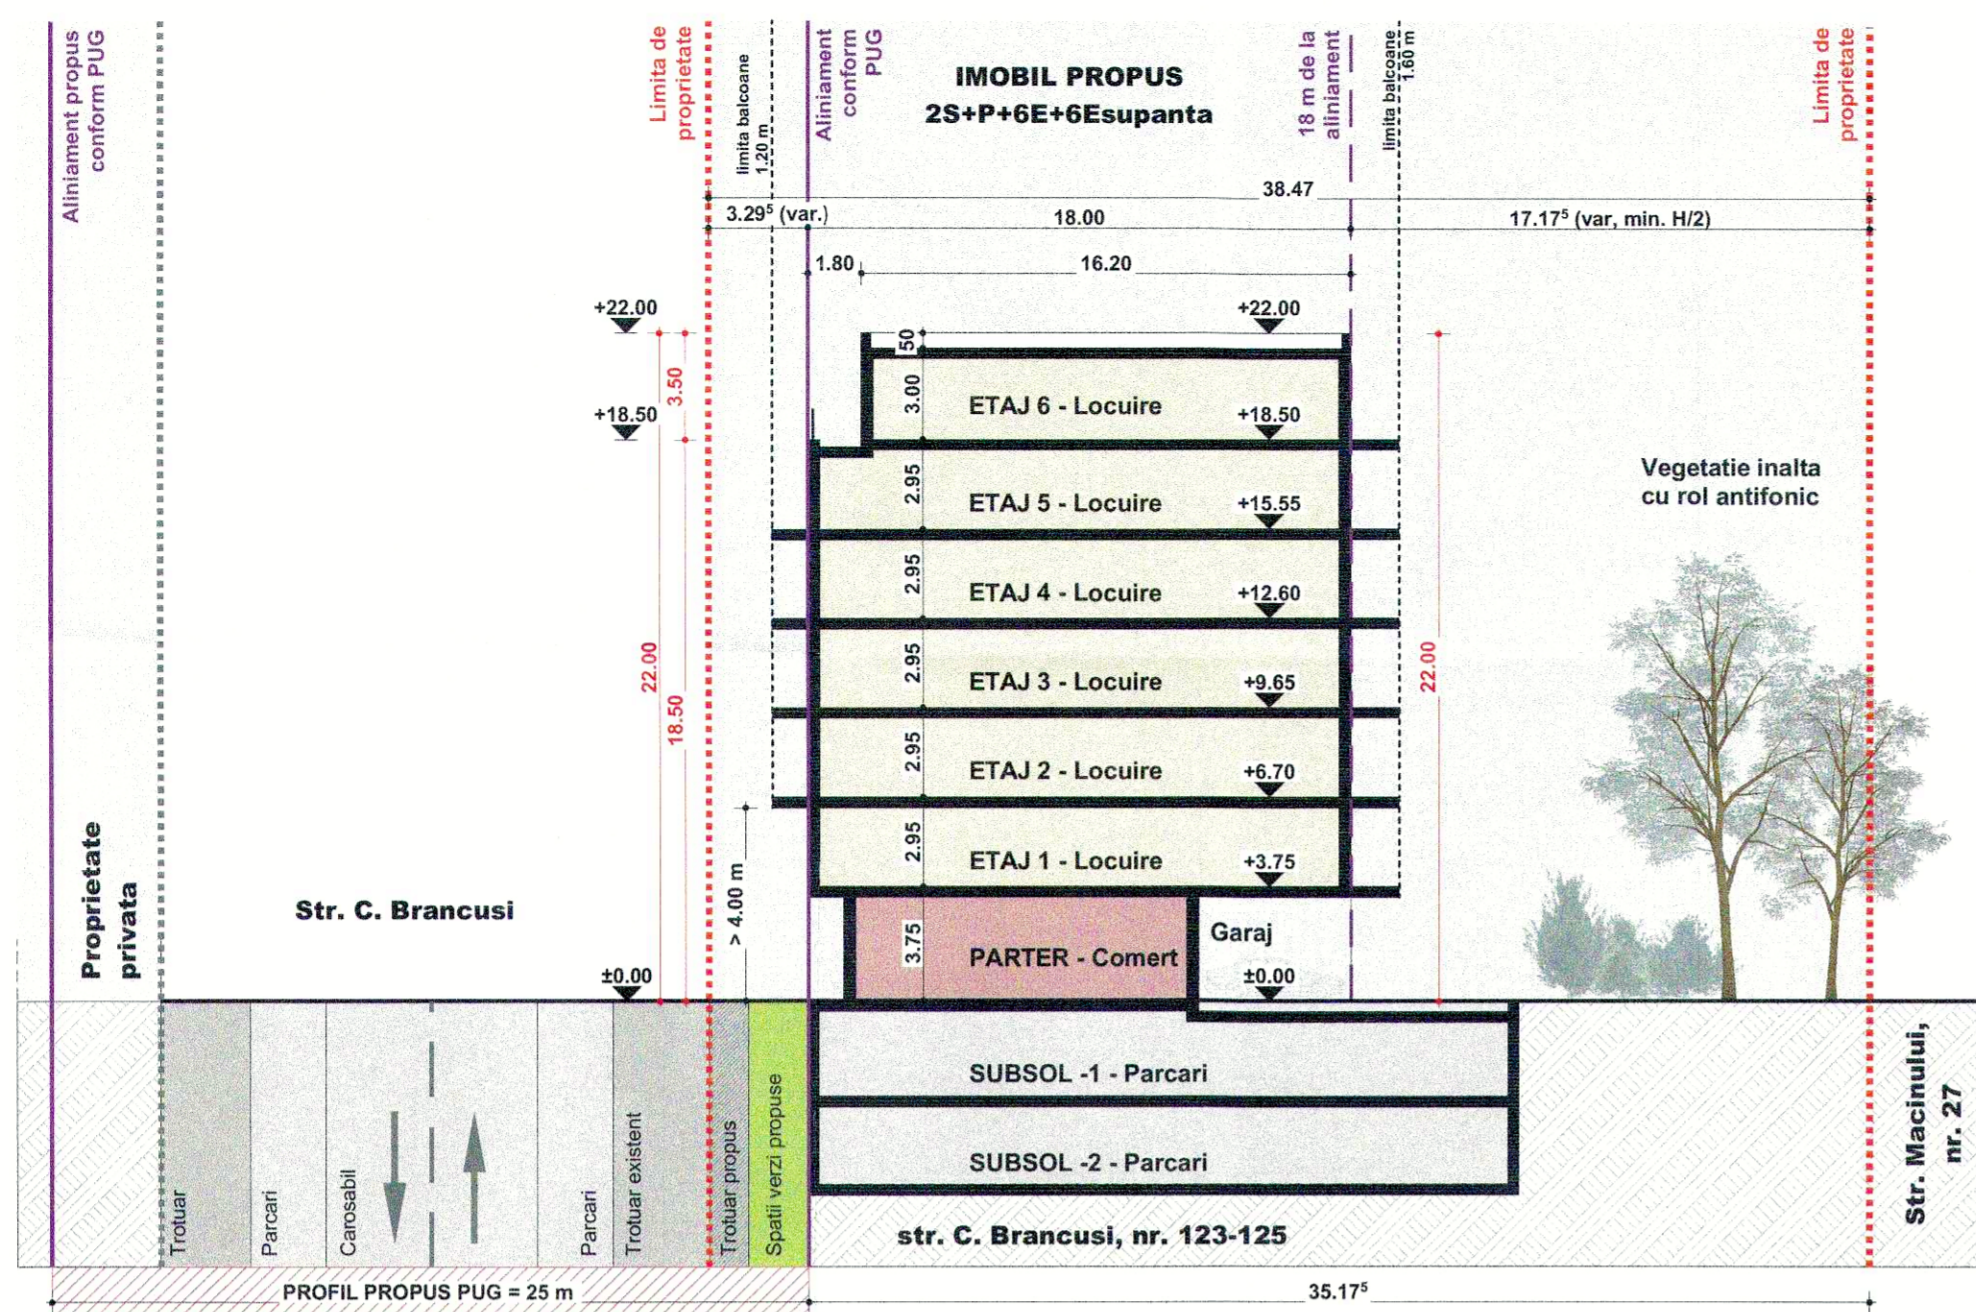 Aliniament propus
conform PUG
Limita de
proprietate
limita balcoane
1.20 m
Aliniament
conform
PUG
IMOBIL PROPUS
2S+P+6E+6Esupanta
18 m de la
aliniament
limita balcoane
1.60 m
Limita de
proprietate
38.47
3.29⁵ (var.)
18.00
17.17⁵ (var, min. H/2)
1.80
16.20
+22.00
+22.00
50
3.50
3.00
ETAJ 6 - Locuire
+18.50
+18.50
2.95
ETAJ 5 - Locuire
+15.55
Vegetatie inalta
cu rol antifonic
2.95
ETAJ 4 - Locuire
+12.60
22.00
18.50
2.95
ETAJ 3 - Locuire
+9.65
22.00
2.95
ETAJ 2 - Locuire
+6.70
2.95
ETAJ 1 - Locuire
+3.75
Proprietate
privata
Str. C. Brancusi
> 4.00 m
3.75
PARTER - Comert
Garaj
±0.00
±0.00
Trotuar
Parcari
Carosabil
Parcari
Trotuar existent
Trotuar propus
Spatii verzi propuse
SUBSOL -1 - Parcari
SUBSOL -2 - Parcari
str. C. Brancusi, nr. 123-125
Str. Macinului,
nr. 27
PROFIL PROPUS PUG = 25 m
35.17⁵